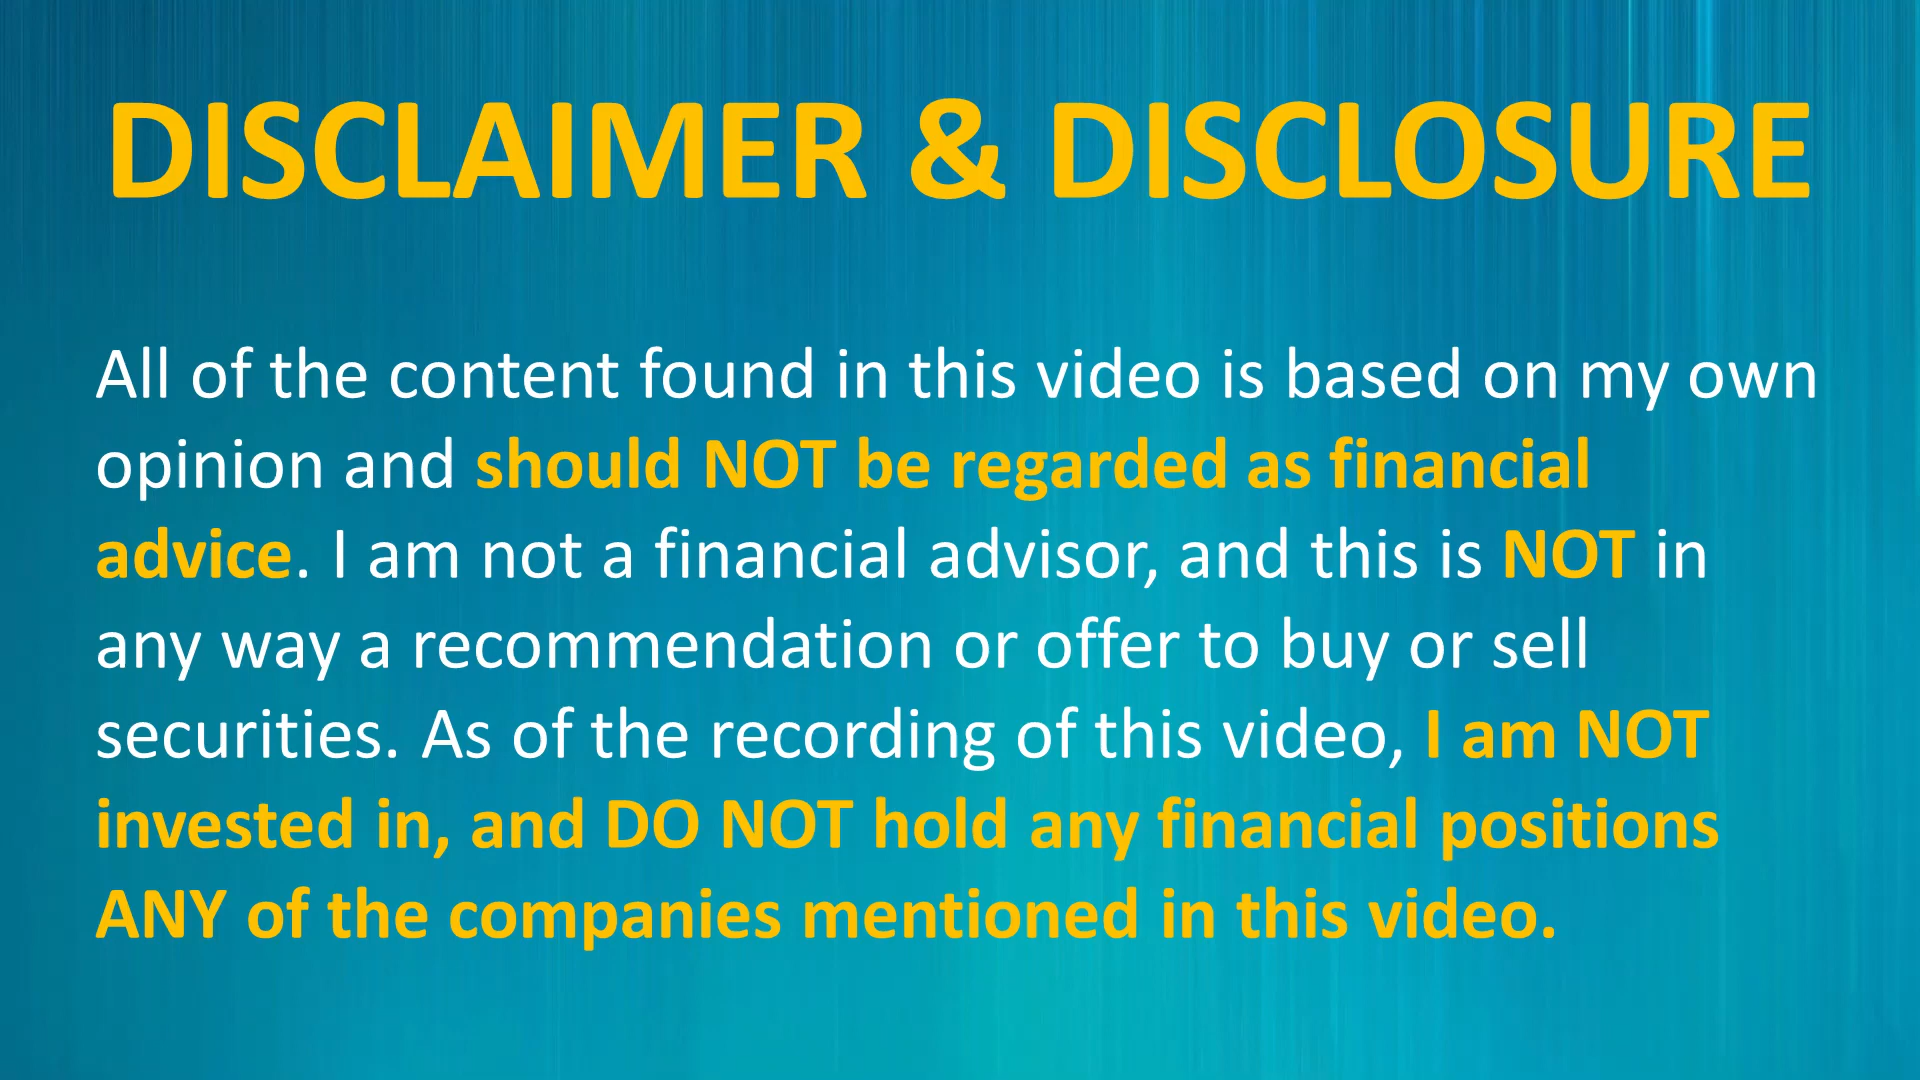 DISCLAIMER & DISCLOSURE
All of the content found in this video is based on my own
opinion and should NOT be regarded as financial
advice. I am not a financial advisor, and this is NOT in
any way a recommendation or offer to buy or sell
securities. As of the recording of this video, I am NOT
invested in, and DO NOT hold any financial positions
ANY of the companies mentioned in this video.